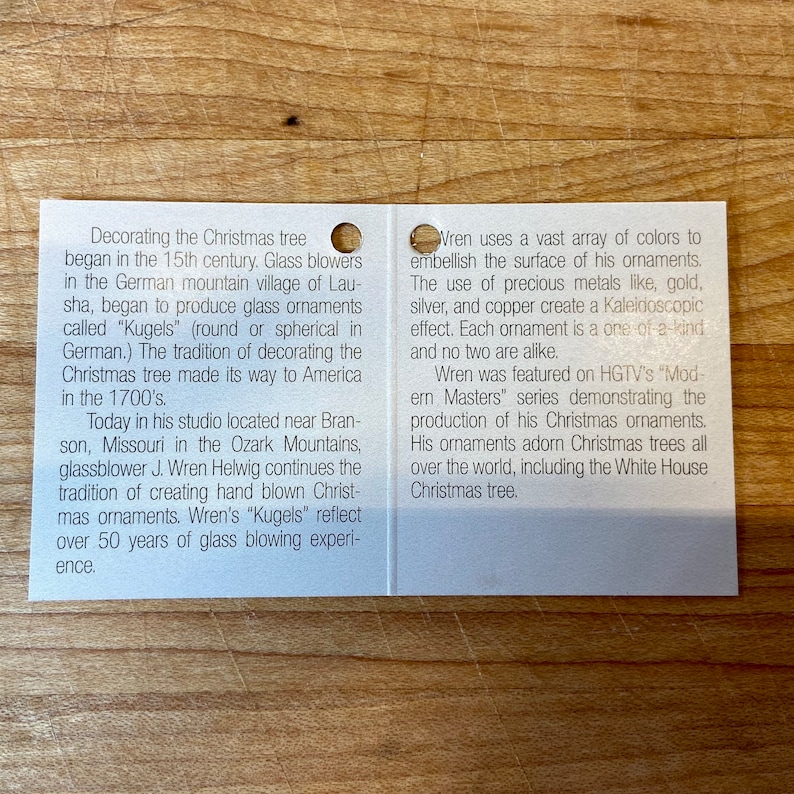 Decorating the Christmas tree
began in the 15th century. Glass blowers
in the German mountain village of Lau-
sha, began to produce glass ornaments
called “Kugels” (round or spherical in
German.) The tradition of decorating the
Christmas tree made its way to America
in the 1700’s.
Today in his studio located near Bran-
son, Missouri in the Ozark Mountains,
glassblower J. Wren Helwig continues the
tradition of creating hand blown Christ-
mas ornaments. Wren’s “Kugels” reflect
over 50 years of glass blowing experi-
ence.
Wren uses a vast array of colors to
embellish the surface of his ornaments.
The use of precious metals like, gold,
silver, and copper create a Kaleidoscopic
effect. Each ornament is a one-of-a-kind
and no two are alike.
Wren was featured on HGTV’s “Mod-
ern Masters” series demonstrating the
production of his Christmas ornaments.
His ornaments adorn Christmas trees all
over the world, including the White House
Christmas tree.